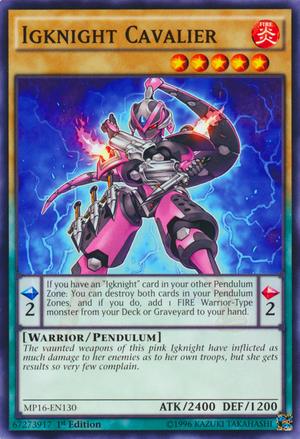 IGKNIGHT CAVALIER
FIRE
炎
If you have an "Igknight" card in your other Pendulum
Zone: You can destroy both cards in your Pendulum
Zones, and if you do, add 1 FIRE Warrior-Type
monster from your Deck or Graveyard to your hand.
2
2
[WARRIOR/PENDULUM]
The vaunted weapons of this pink Igknight have inflicted as
much damage to her enemies as to her own troops, but she gets
results so very few complain.
MP16-EN130
ATK/2400 DEF/1200
67273917
1st Edition
©1996 KAZUKI TAKAHASHI